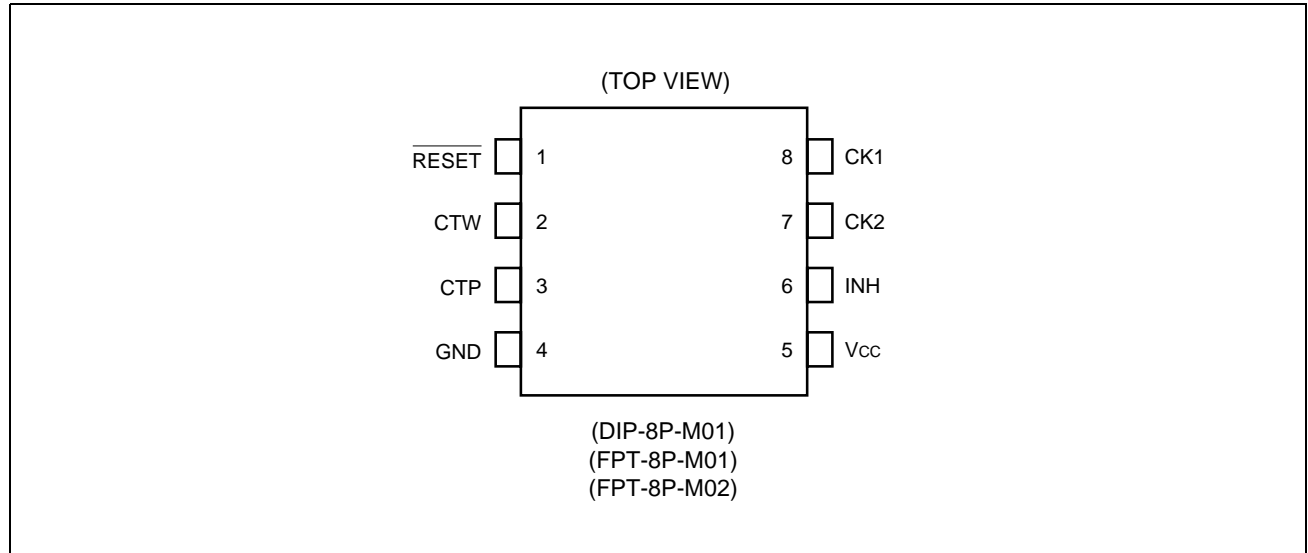 (TOP VIEW)
RESET 1 8 CK1
CTW 2 7 CK2
CTP 3 6 INH
GND 4 5 VCC
(DIP-8P-M01)
(FPT-8P-M01)
(FPT-8P-M02)